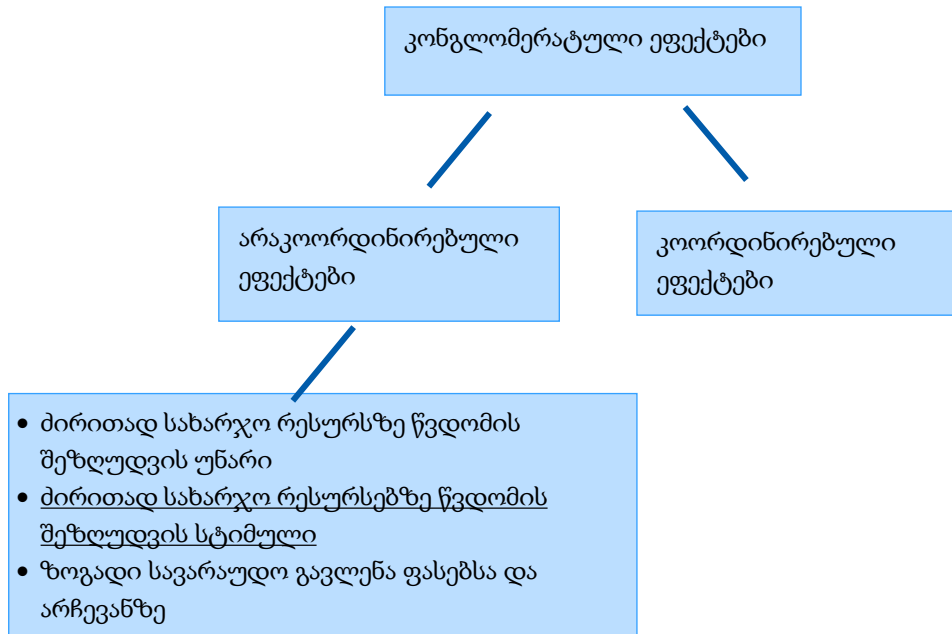 კონგლომერატული ეფექტები
არაკოორდინირებული
ეფექტები
კოორდინირებული
ეფექტები
• ძირითად სახარჯო რესურსზე წვდომის
შეზღუდვის უნარი
• ძირითად სახარჯო რესურსებზე წვდომის
შეზღუდვის სტიმული
• ზოგადი სავარაუდო გავლენა ფასებსა და
არჩევანზე